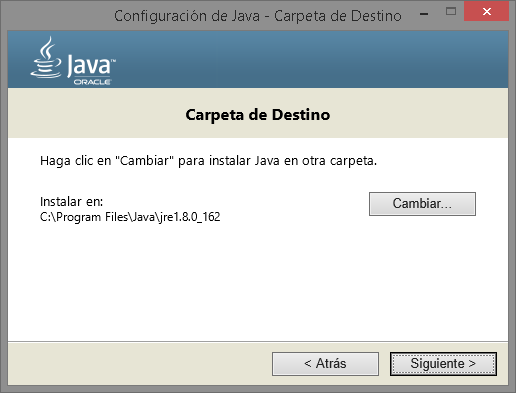 Configuración de Java - Carpeta de Destino
Java™
ORACLE
Carpeta de Destino
Haga clic en "Cambiar" para instalar Java en otra carpeta.
Instalar en:
C:\Program Files\Java\jre1.8.0_162
Cambiar...
< Atrás
Siguiente >